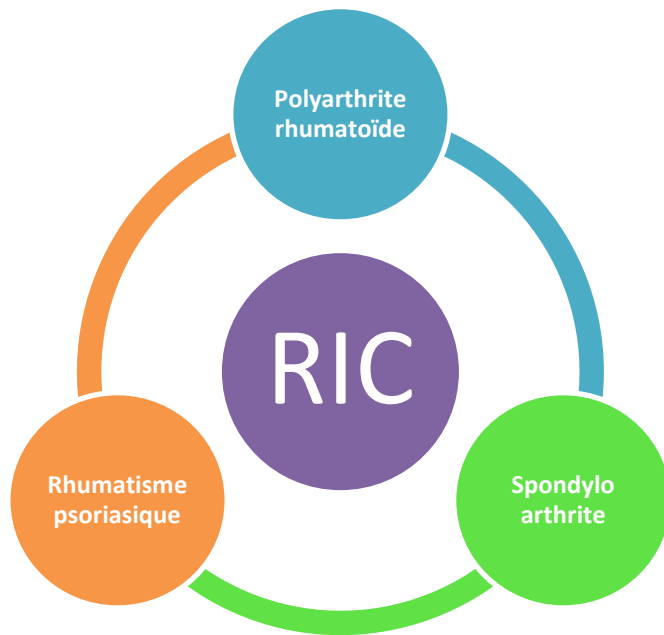 Polyarthrite
rhumatoïde
RIC
Rhumatisme
psoriasique
Spondylo
arthrite